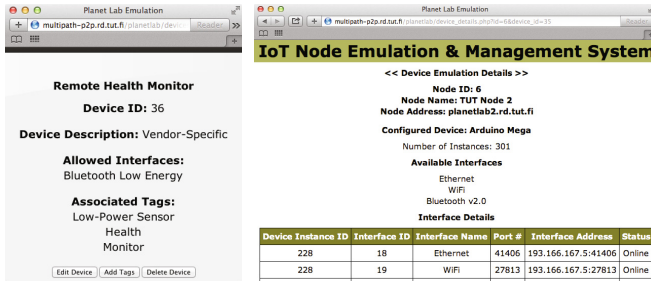 Planet Lab Emulation
multipath-p2p.rd.tut.fi/planetlab/devi
Reader
Remote Health Monitor
Device ID: 36
Device Description: Vendor-Specific
Allowed Interfaces:
Bluetooth Low Energy
Associated Tags:
Low-Power Sensor
Health
Monitor
Edit Device Add Tags Delete Device
Planet Lab Emulation
multipath-p2p.rd.tut.fi/planetlab/device_details.php?id=6&device_id=35
Reader
IoT Node Emulation & Management System
<< Device Emulation Details >>
Node ID: 6
Node Name: TUT Node 2
Node Address: planetlab2.rd.tut.fi
Configured Device: Arduino Mega
Number of Instances: 301
Available Interfaces
Ethernet
WiFi
Bluetooth v2.0
Interface Details
Device Instance ID Interface ID Interface Name Port # Interface Address Status
228 18 Ethernet 41406 193.166.167.5:41406 Online
228 19 WiFi 27813 193.166.167.5:27813 Online